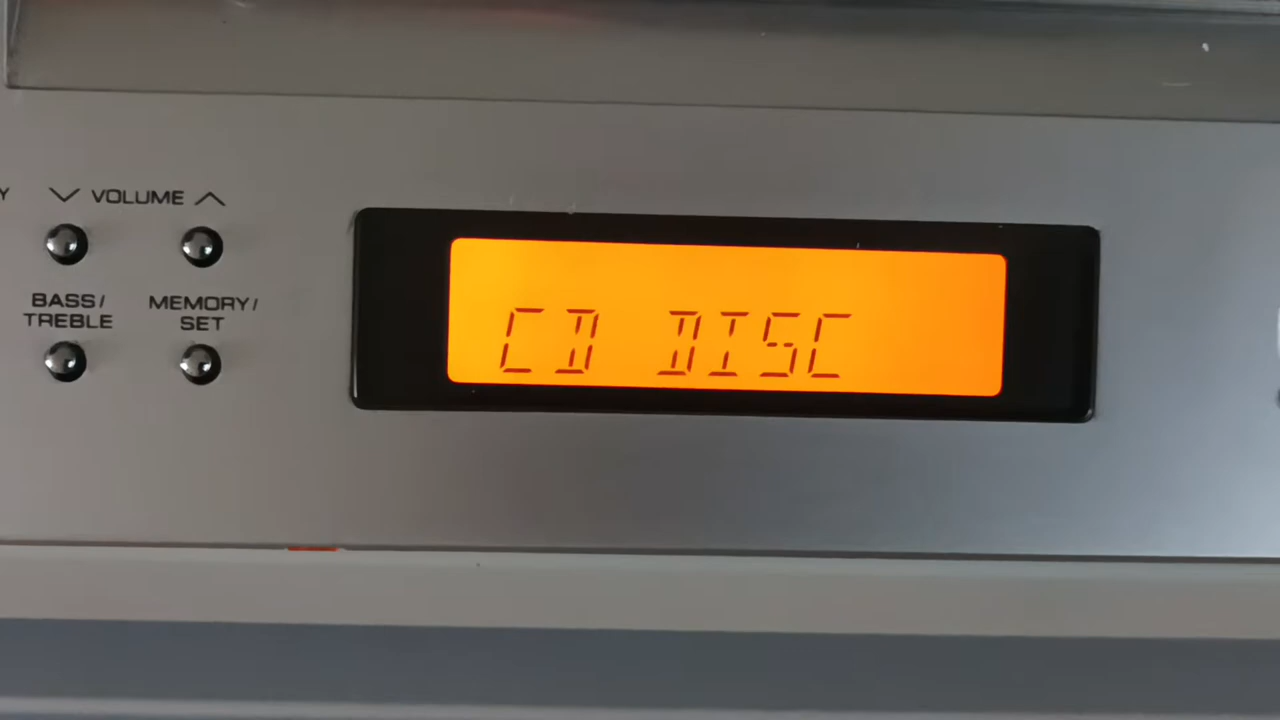 Y VOLUME
BASS/
TREBLE
MEMORY/
SET
CD DISC